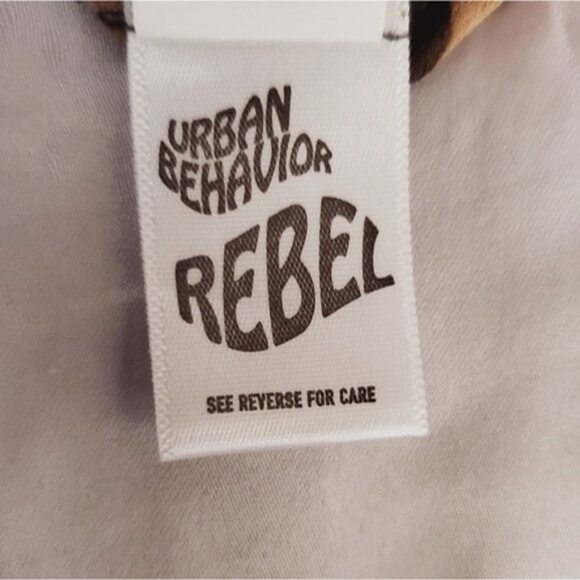 URBAN
BEHAVIOR
REBEL
SEE REVERSE FOR CARE